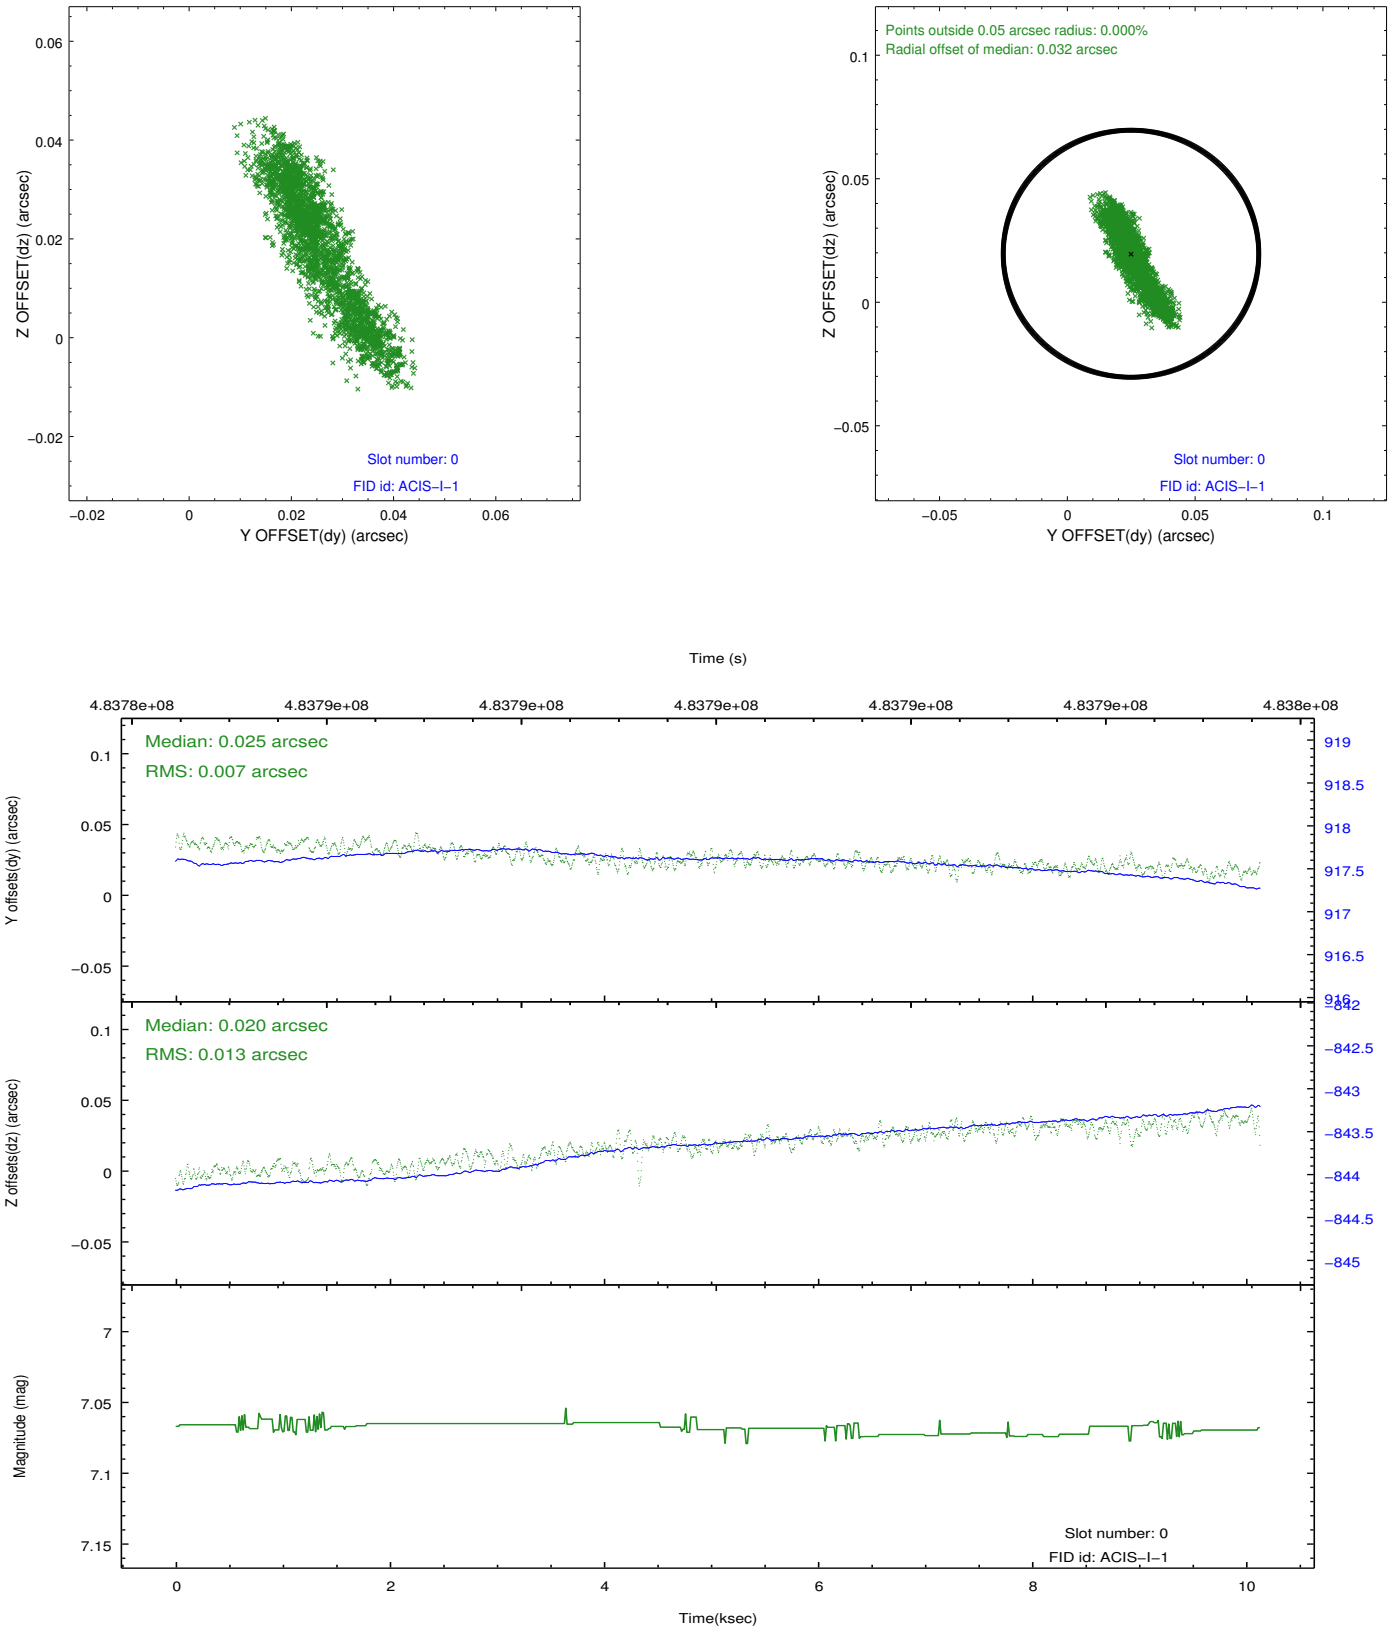 0.06
0.04
0.02
0
−0.02
Z OFFSET(dz) (arcsec)
Slot number: 0
FID id: ACIS−I−1
−0.02
0
0.02
0.04
0.06
Y OFFSET(dy) (arcsec)
Points outside 0.05 arcsec radius: 0.000%
Radial offset of median: 0.032 arcsec
0.1
0.05
0
−0.05
Z OFFSET(dz) (arcsec)
Slot number: 0
FID id: ACIS−I−1
−0.05
0
0.05
0.1
Y OFFSET(dy) (arcsec)
Time (s)
4.8378e+08
4.8379e+08
4.8379e+08
4.8379e+08
4.8379e+08
4.8379e+08
4.838e+08
Median: 0.025 arcsec
RMS: 0.007 arcsec
0.1
0.05
0
−0.05
Y offsets(dy) (arcsec)
919
918.5
918
917.5
917
916.5
916
Median: 0.020 arcsec
RMS: 0.013 arcsec
0.1
0.05
0
−0.05
Z offsets(dz) (arcsec)
−842
−842.5
−843
−843.5
−844
−844.5
−845
7
7.05
7.1
7.15
Magnitude (mag)
Slot number: 0
FID id: ACIS−I−1
0
2
4
6
8
10
Time(ksec)